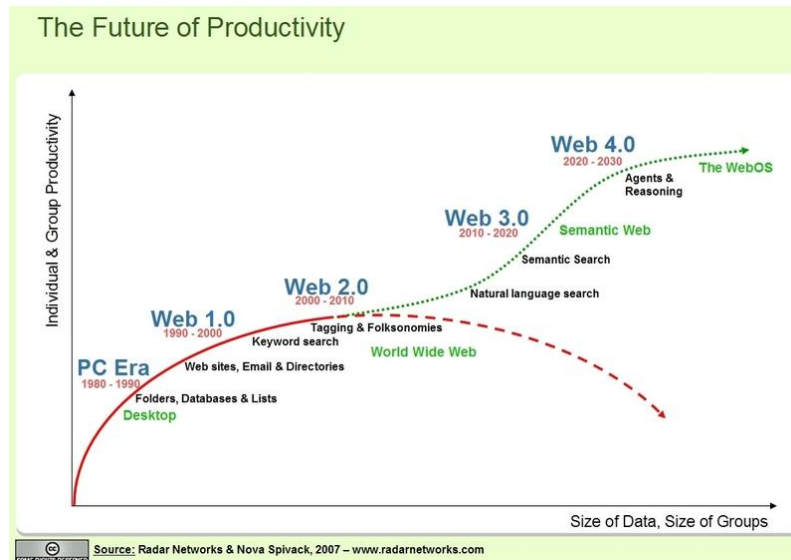 The Future of Productivity
Individual & Group Productivity
Web 4.0
2020 - 2030
The WebOS
Agents &
Reasoning
Web 3.0
2010 - 2020
Semantic Web
Semantic Search
Natural language search
Web 2.0
2000 - 2010
Tagging & Folksonomies
World Wide Web
Web 1.0
1990 - 2000
Keyword search
Web sites, Email & Directories
PC Era
1980 - 1990
Folders, Databases & Lists
Desktop
Size of Data, Size of Groups
cc
Source: Radar Networks & Nova Spivack, 2007 – www.radarnetworks.com